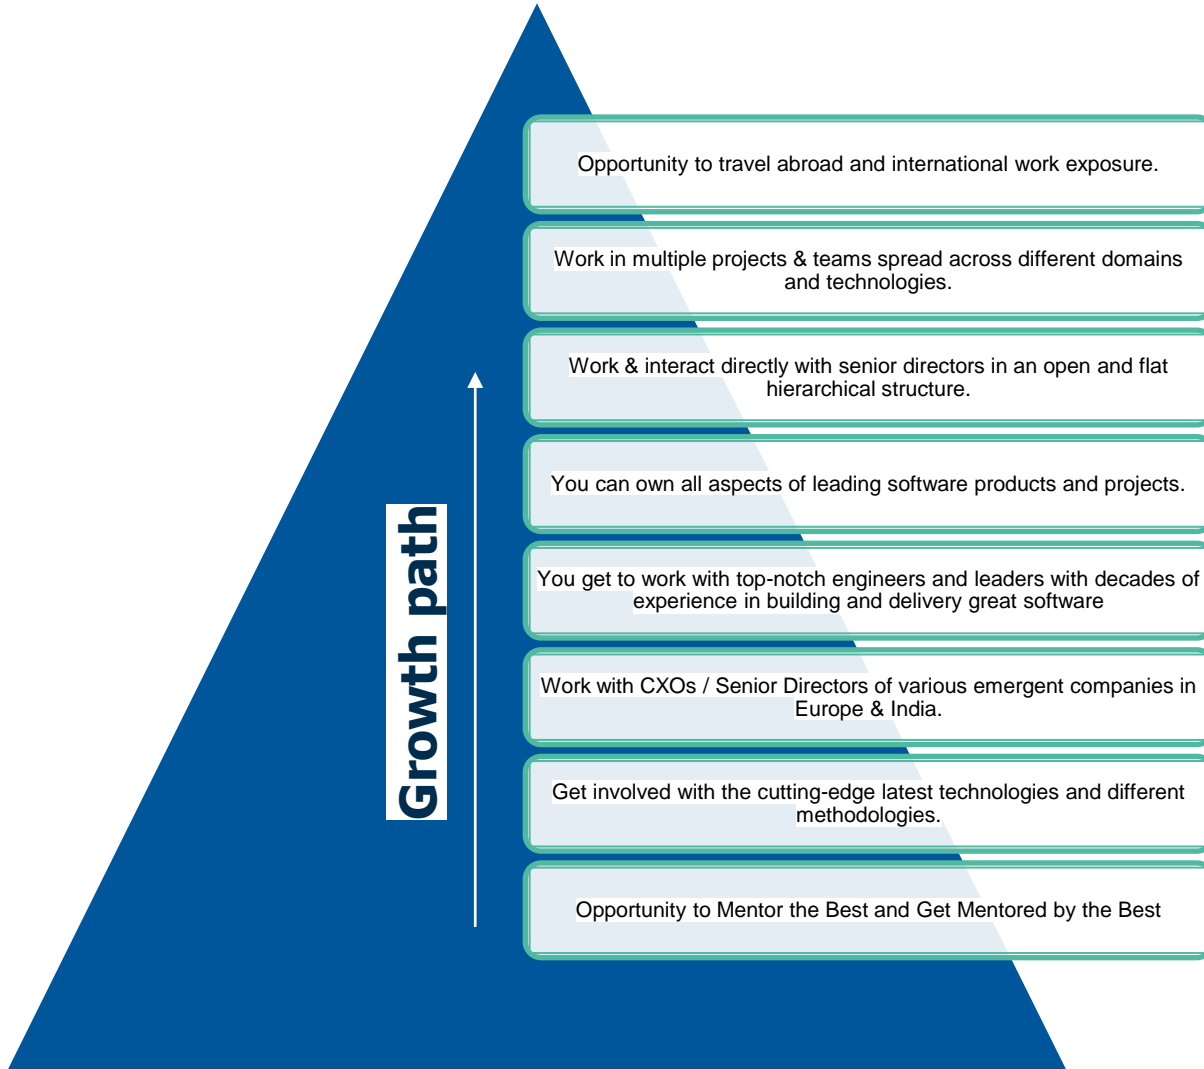 Opportunity to travel abroad and international work exposure.
Work in multiple projects & teams spread across different domains
and technologies.
Work & interact directly with senior directors in an open and flat
hierarchical structure.
You can own all aspects of leading software products and projects.
Growth path
You get to work with top-notch engineers and leaders with decades of
experience in building and delivery great software
Work with CXOs / Senior Directors of various emergent companies in
Europe & India.
Get involved with the cutting-edge latest technologies and different
methodologies.
Opportunity to Mentor the Best and Get Mentored by the Best